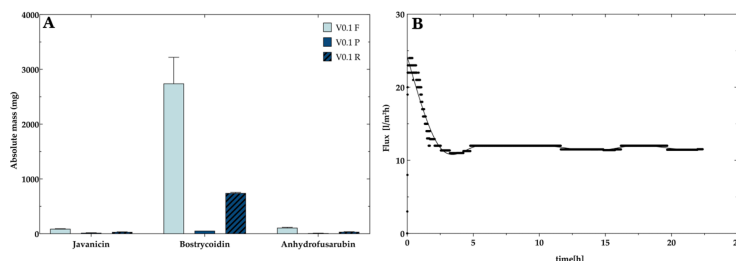 A
4000
3000
2000
1000
0
Absolute mass (mg)
V0.1 F
V0.1 P
V0.1 R
Javanicin
Bostrycoidin
Anhydrofusarubin
B
30
20
10
0
Flux [l/m²h]
0
5
10
15
20
25
time[h]